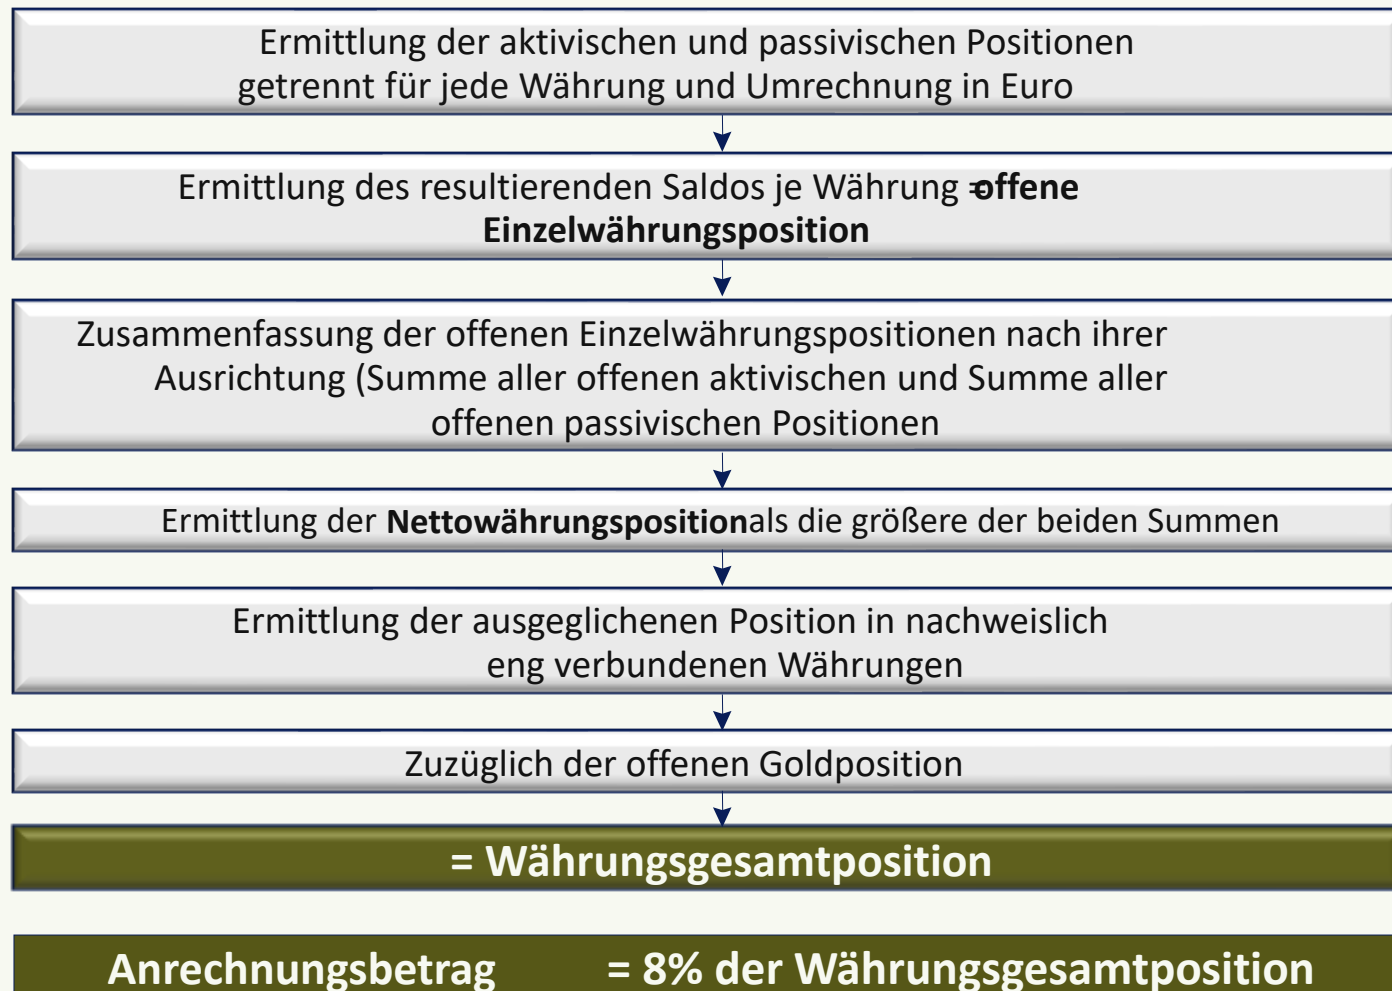 Ermittlung der aktivischen und passivischen Positionen
getrennt für jede Währung und Umrechnung in Euro
Ermittlung des resultierenden Saldos je Währung =offene
Einzelwährungsposition
Zusammenfassung der offenen Einzelwährungspositionen nach ihrer
Ausrichtung (Summe aller offenen aktivischen und Summe aller
offenen passivischen Positionen
Ermittlung der Nettowährungspositionals die größere der beiden Summen
Ermittlung der ausgeglichenen Position in nachweislich
eng verbundenen Währungen
Zuzüglich der offenen Goldposition
= Währungsgesamtposition
Anrechnungsbetrag = 8% der Währungsgesamtposition